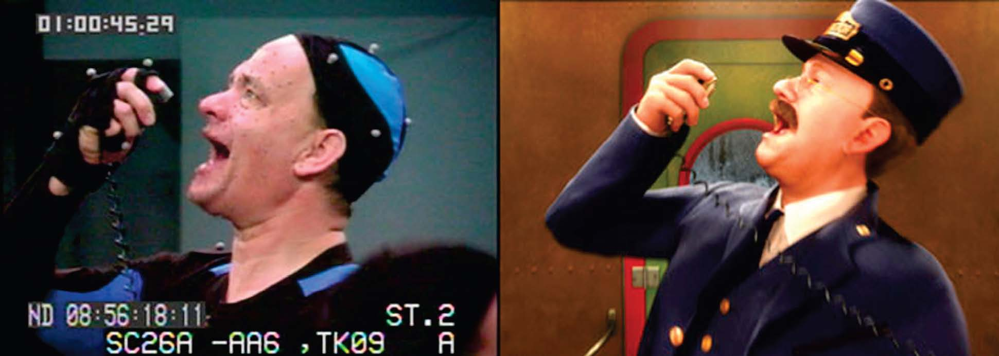 01:00:45:29
ND 08:56:18:11
ST.2
SC26A -AA6 ,TK09 A